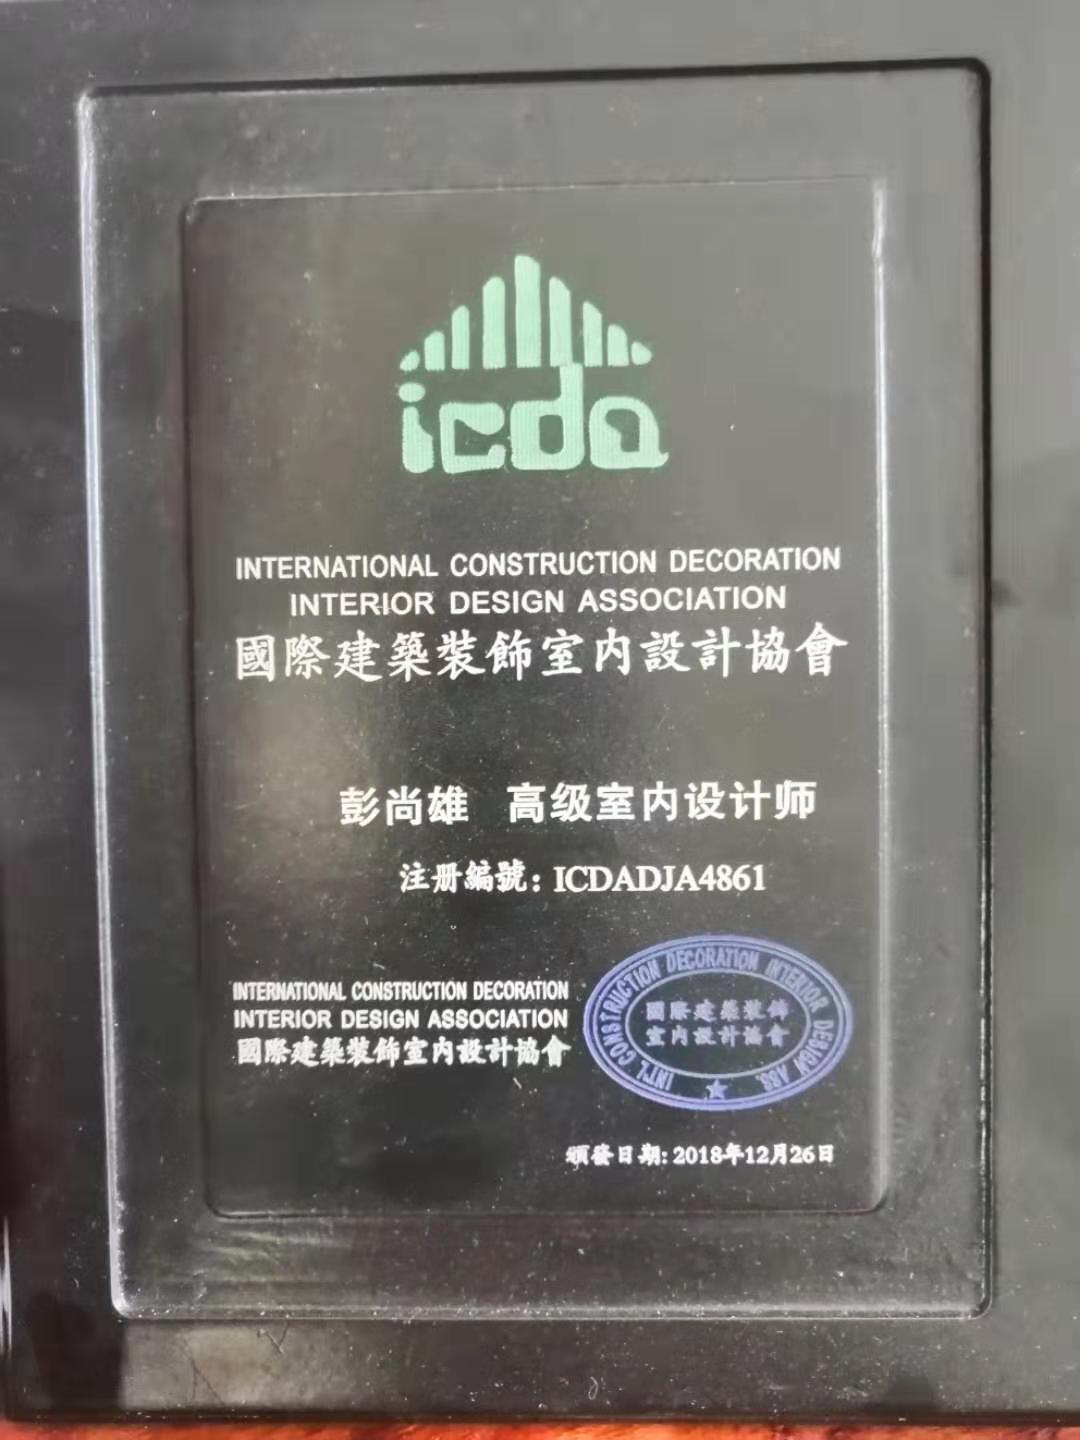 icda
INTERNATIONAL CONSTRUCTION DECORATION
INTERIOR DESIGN ASSOCIATION
國際建築裝飾室内設計協會
彭尚雄 高级室内设计师
注册編號: ICDADJA4861
INTERNATIONAL CONSTRUCTION DECORATION
INTERIOR DESIGN ASSOCIATION
國際建築裝飾室内設計協會
INT'L CONSTRUCTION DECORATION INTERIOR DESIGN ASS.
國際建築裝飾
室内設計協會
頒發日期: 2018年12月26日